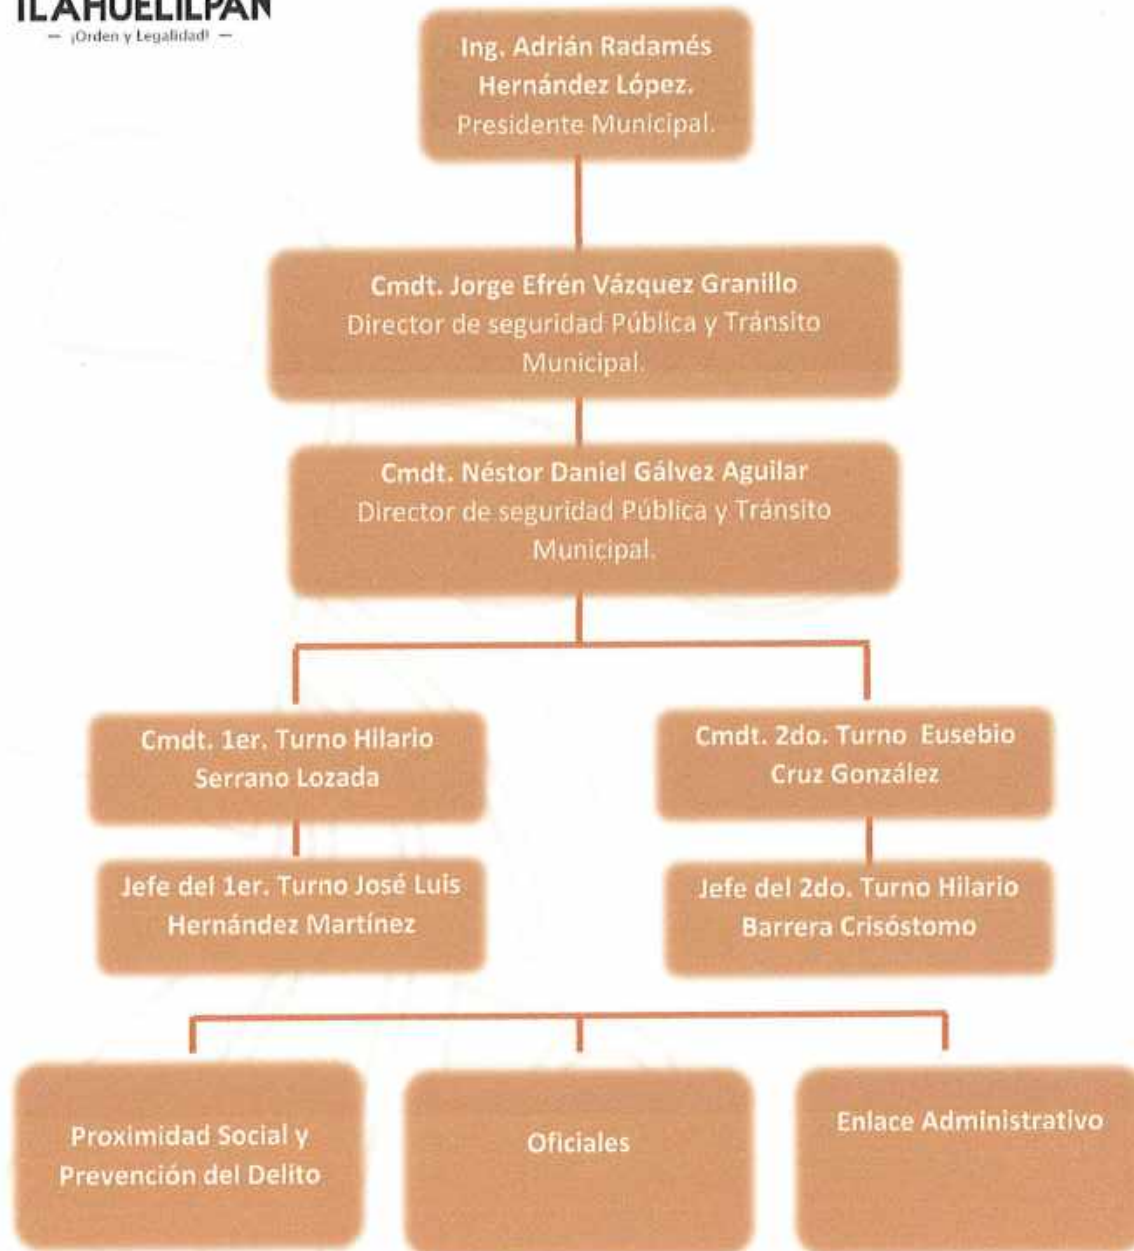 TLAHUELILPAN
— ¡Orden y Legalidad! —
Ing. Adrián Radamés
Hernández López.
Presidente Municipal.
Cmdt. Jorge Efrén Vázquez Granillo
Director de seguridad Pública y Tránsito
Municipal.
Cmdt. Néstor Daniel Gálvez Aguilar
Director de seguridad Pública y Tránsito
Municipal.
Cmdt. 1er. Turno Hilario
Serrano Lozada
Cmdt. 2do. Turno Eusebio
Cruz González
Jefe del 1er. Turno José Luis
Hernández Martínez
Jefe del 2do. Turno Hilario
Barrera Crisóstomo
Proximidad Social y
Prevención del Delito
Oficiales
Enlace Administrativo